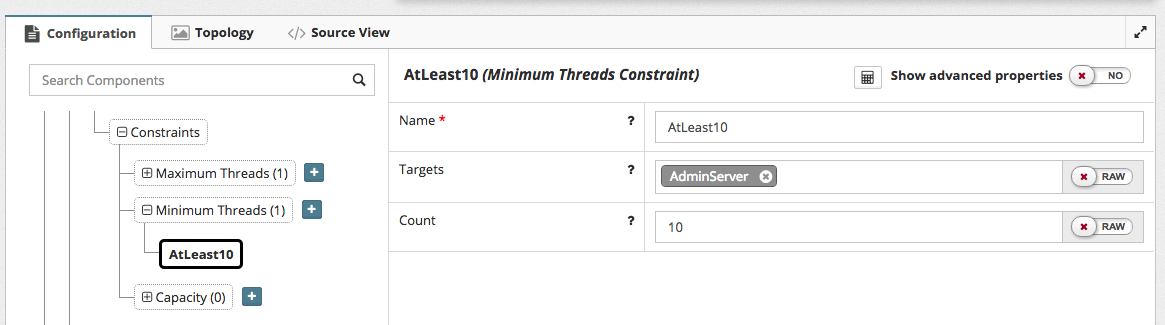 Configuration
Topology
</> Source View
Search Components
Constraints
Maximum Threads (1)
Minimum Threads (1)
AtLeast10
Capacity (0)
AtLeast10 (Minimum Threads Constraint)
Show advanced properties
NO
Name * ?
AtLeast10
Targets ?
AdminServer
RAW
Count ?
10
RAW